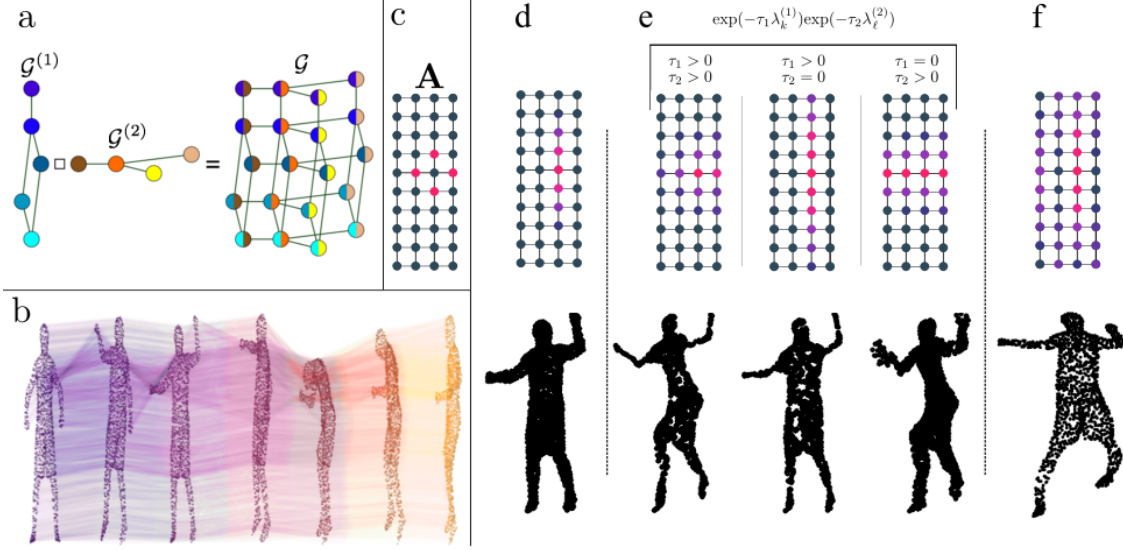 a
𝒢⁽¹⁾
𝒢⁽²⁾
□
=
𝒢
b
c
A
d
e
exp(−τ₁λₖ⁽¹⁾)exp(−τ₂λ_ℓ⁽²⁾)
τ₁ > 0
τ₂ > 0
τ₁ > 0
τ₂ = 0
τ₁ = 0
τ₂ > 0
f